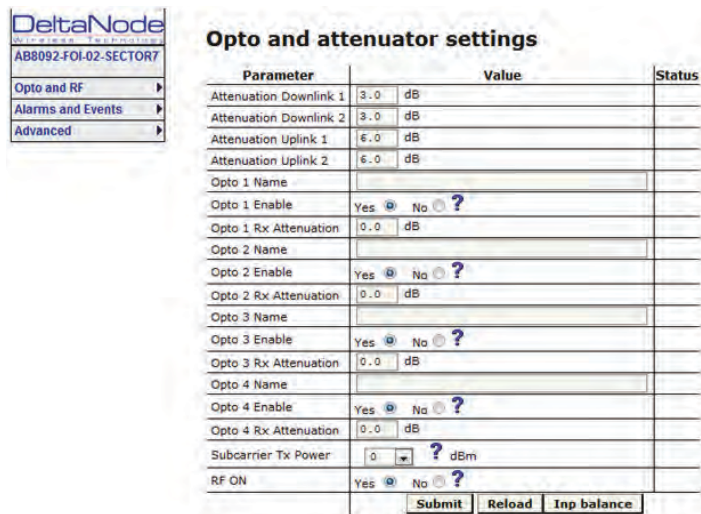 DeltaNode
Wireless Technology
AB8092-FOI-02-SECTOR7
Opto and RF
Alarms and Events
Advanced
Opto and attenuator settings
Parameter Value Status
Attenuation Downlink 1 3.0 dB
Attenuation Downlink 2 3.0 dB
Attenuation Uplink 1 6.0 dB
Attenuation Uplink 2 6.0 dB
Opto 1 Name
Opto 1 Enable Yes No ?
Opto 1 Rx Attenuation 0.0 dB
Opto 2 Name
Opto 2 Enable Yes No ?
Opto 2 Rx Attenuation 0.0 dB
Opto 3 Name
Opto 3 Enable Yes No ?
Opto 3 Rx Attenuation 0.0 dB
Opto 4 Name
Opto 4 Enable Yes No ?
Opto 4 Rx Attenuation 0.0 dB
Subcarrier Tx Power 0 ? dBm
RF ON Yes No ?
Submit Reload Inp balance